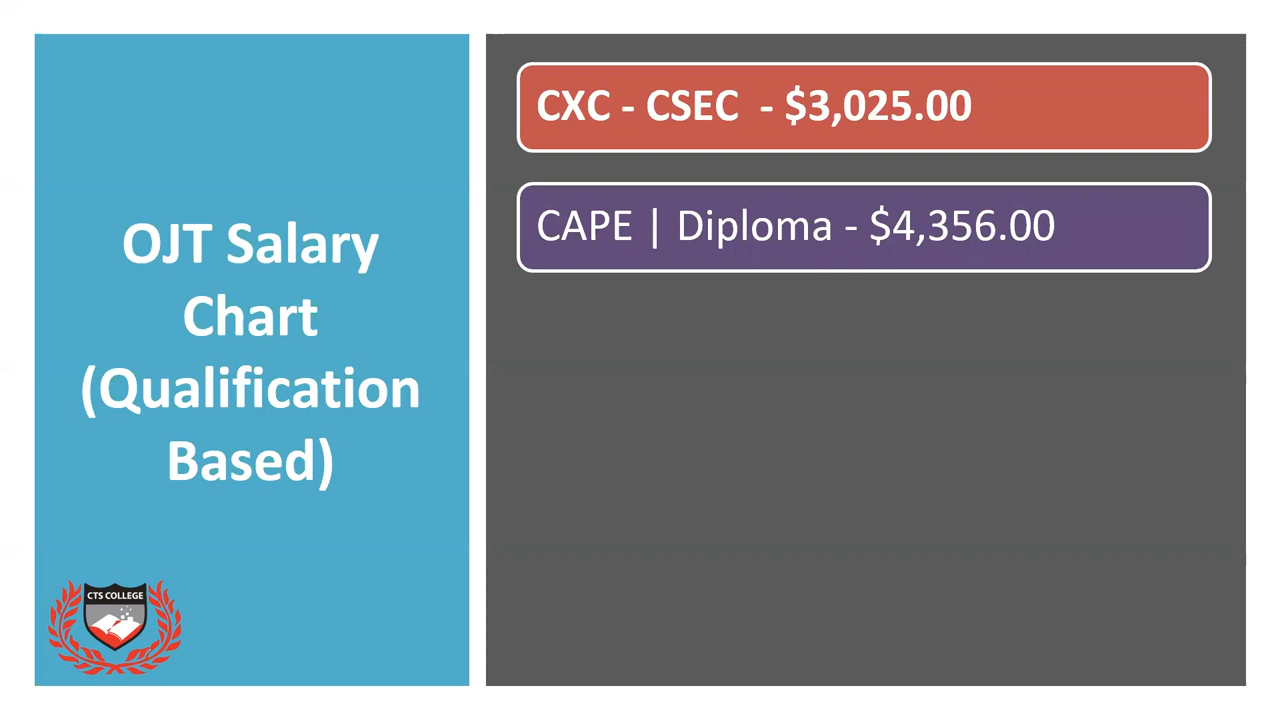 OJT Salary
Chart
(Qualification
Based)
CTS COLLEGE
CXC - CSEC - $3,025.00
CAPE | Diploma - $4,356.00